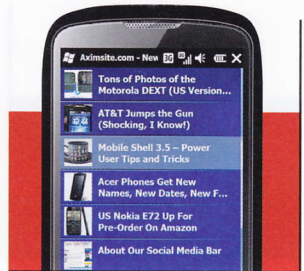 Aximsite.com - New 3G
Tons of Photos of the
Motorola DEXT (US Version...
AT&T Jumps the Gun
(Shocking, I Know!)
Mobile Shell 3.5 – Power
User Tips and Tricks
Acer Phones Get New
Names, New Dates, New F...
US Nokia E72 Up For
Pre-Order On Amazon
About Our Social Media Bar